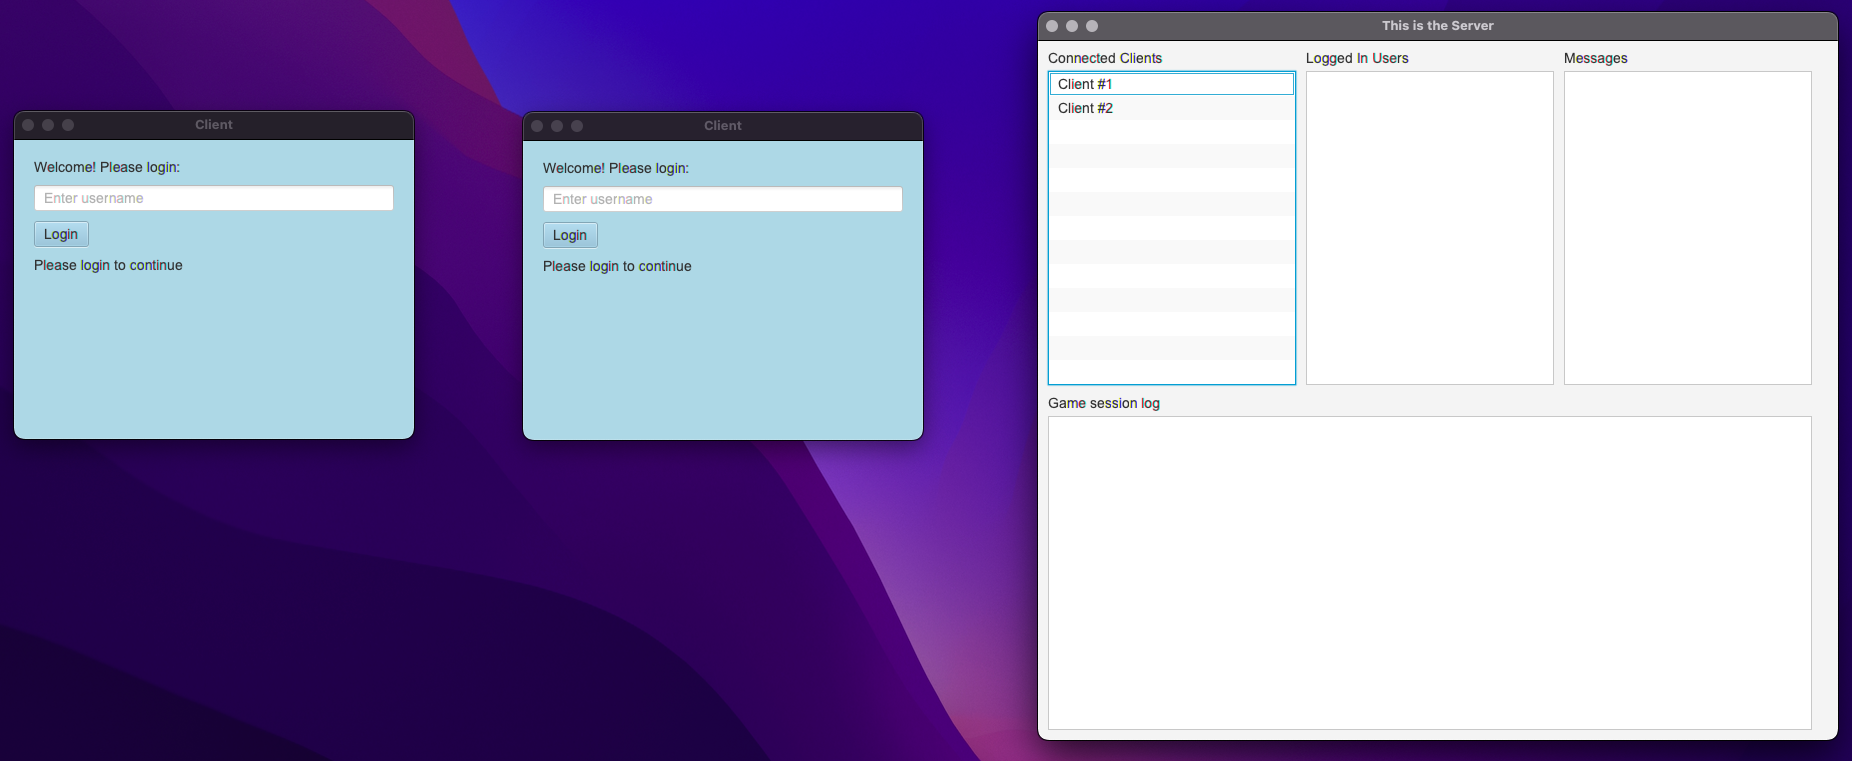 Client
Welcome! Please login:
Enter username
Login
Please login to continue
Client
Welcome! Please login:
Enter username
Login
Please login to continue
This is the Server
Connected Clients
Client #1
Client #2
Logged In Users
Messages
Game session log